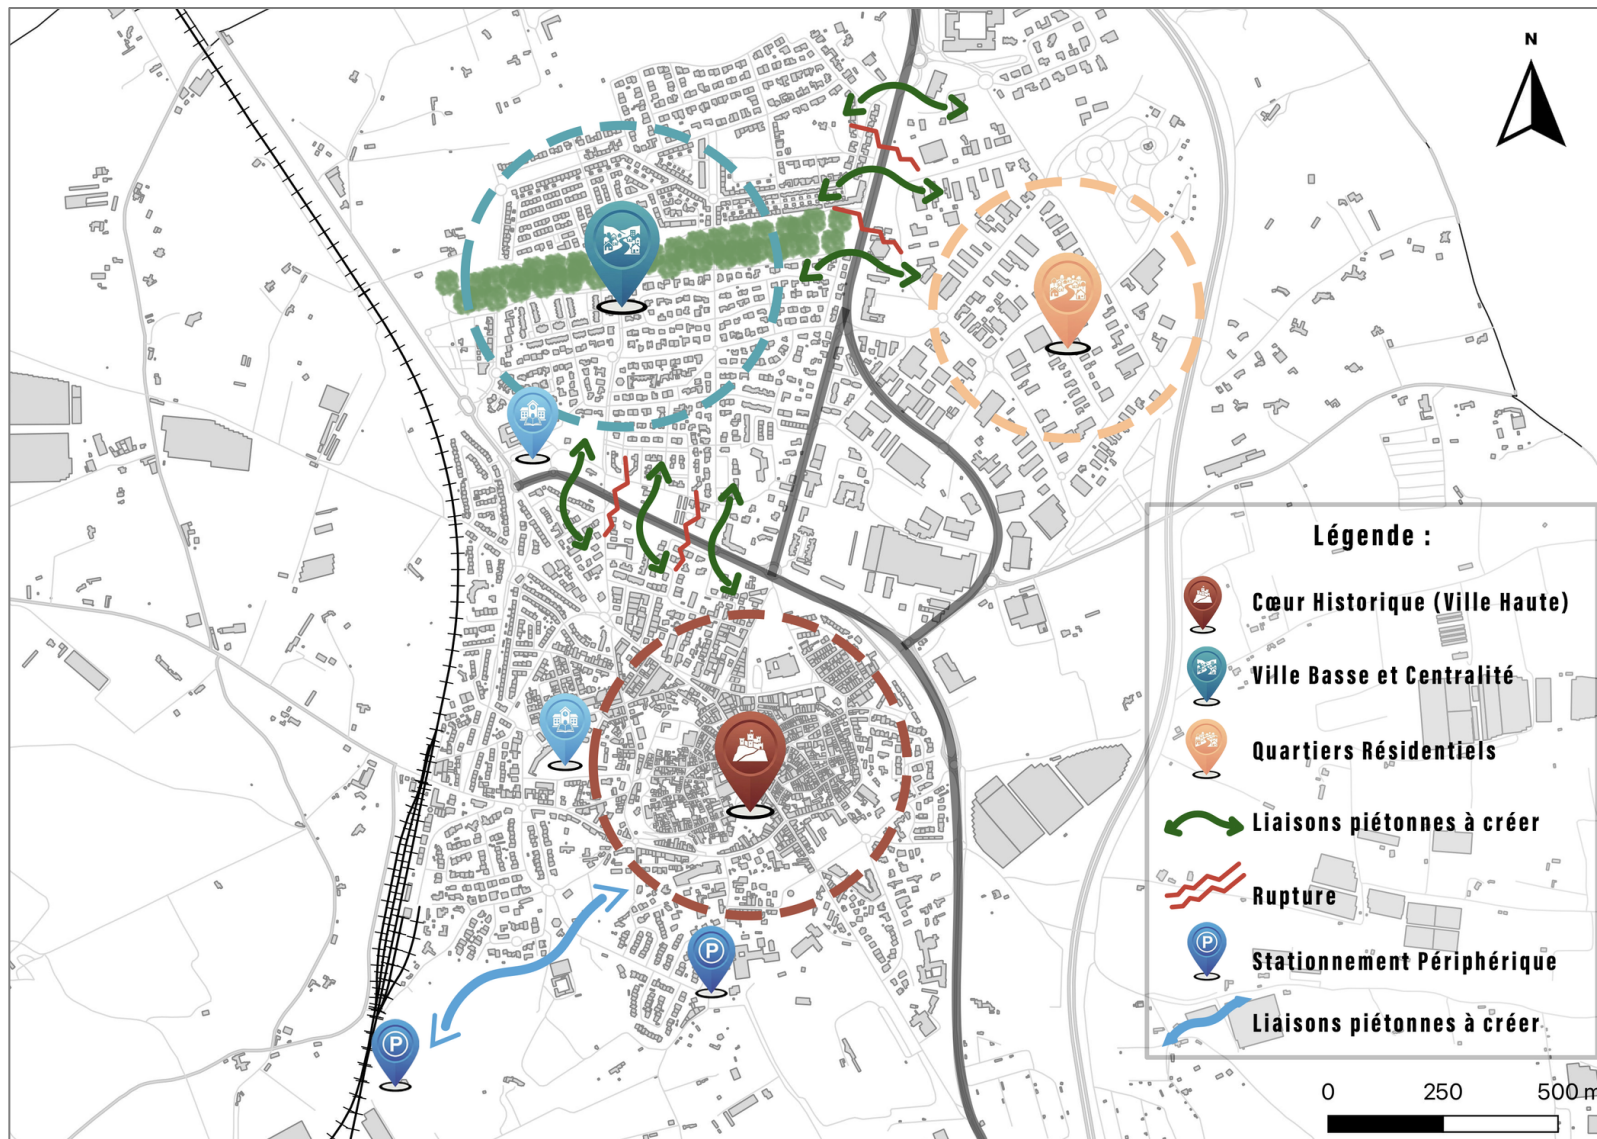 N
P
P
Légende :
Cœur Historique (Ville Haute)
Ville Basse et Centralité
Quartiers Résidentiels
Liaisons piétonnes à créer
Rupture
P
Stationnement Périphérique
Liaisons piétonnes à créer
0 250 500 m